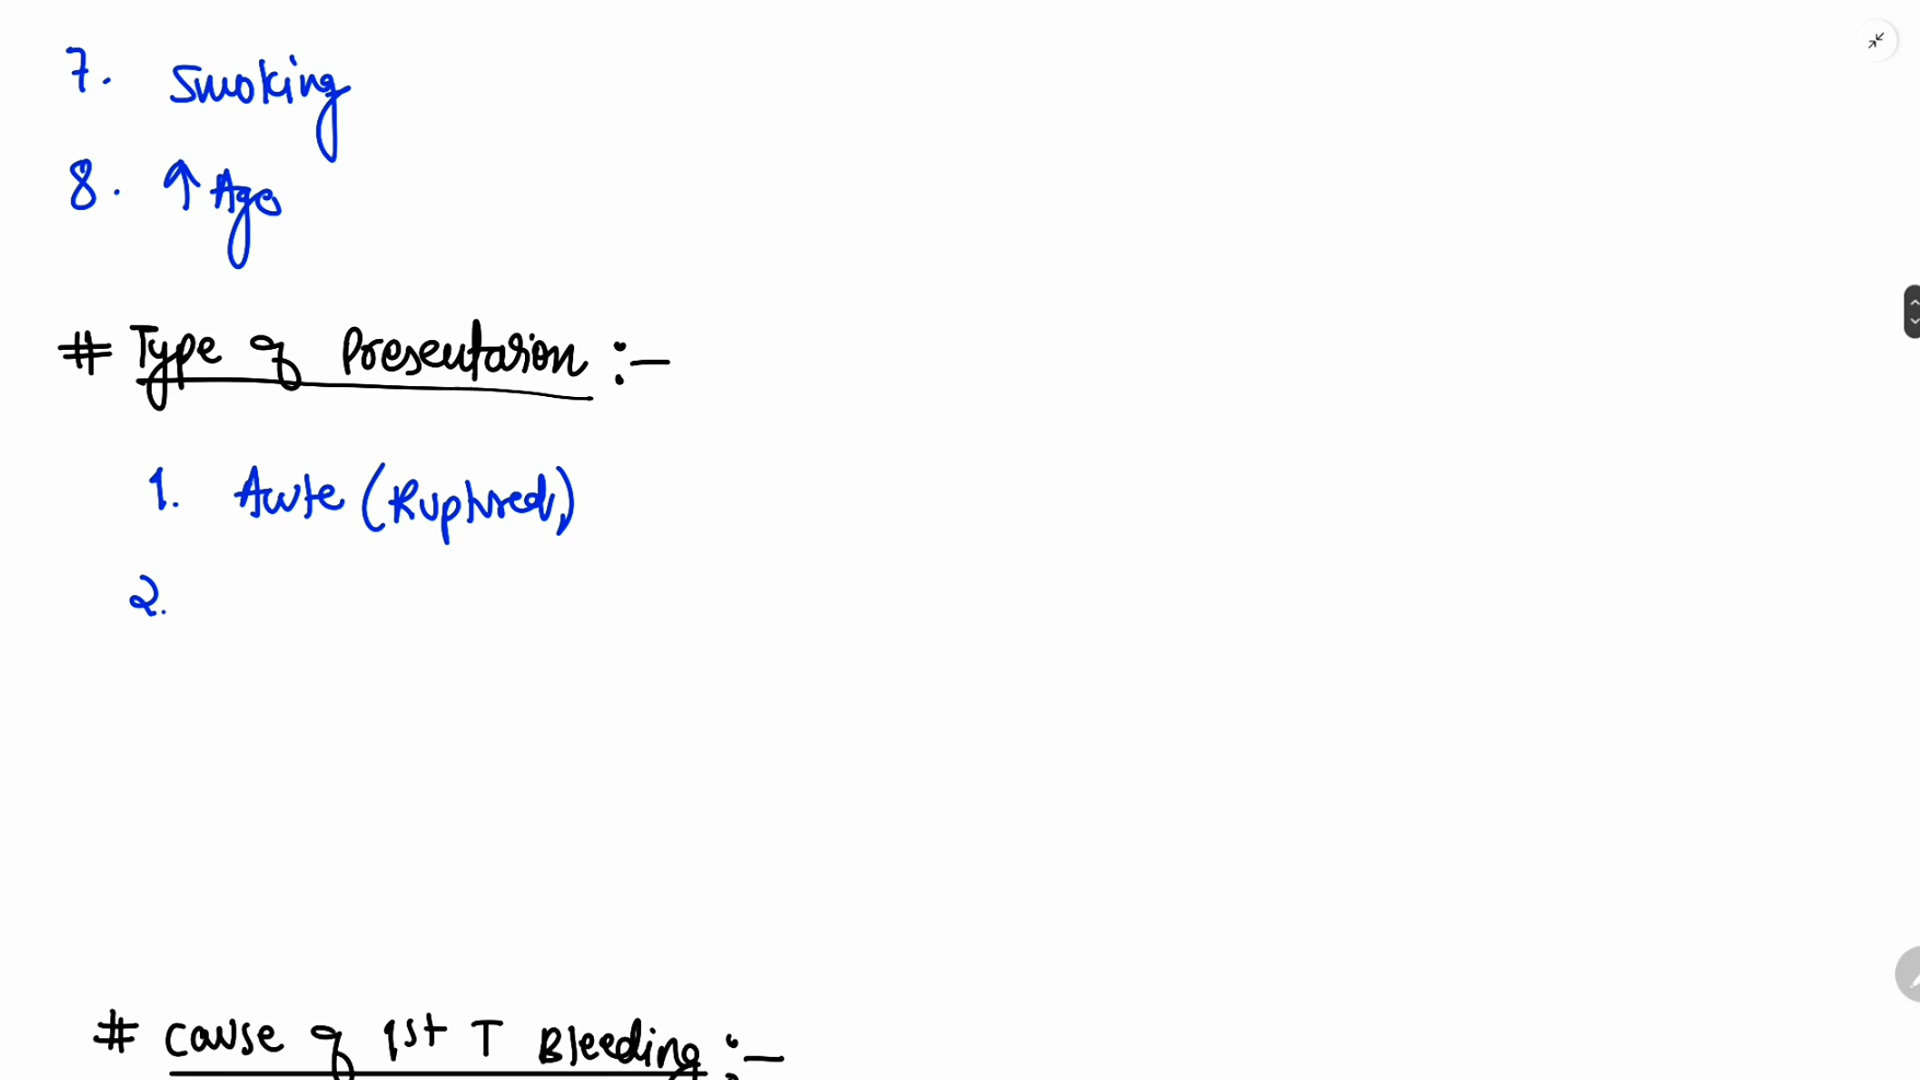 7. Smoking
8. ↑ Age
# Type of Presentation :-
1. Acute (Ruptured)
2.
# Cause of 1st T Bleeding :-